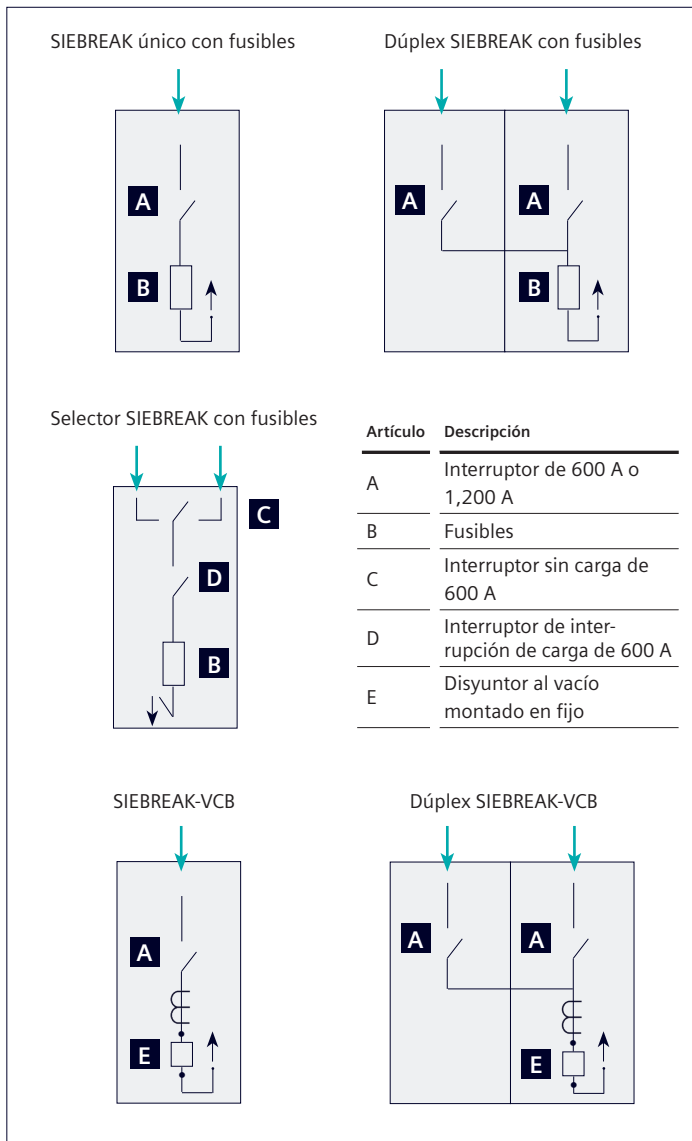 SIEBREAK único con fusibles
Dúplex SIEBREAK con fusibles
A
B
A
A
B
Selector SIEBREAK con fusibles
C
D
B
Artículo Descripción
A Interruptor de 600 A o
1,200 A
B Fusibles
C Interruptor sin carga de
600 A
D Interruptor de inter-
rupción de carga de 600 A
E Disyuntor al vacío
montado en fijo
SIEBREAK-VCB
Dúplex SIEBREAK-VCB
A
E
A
A
E